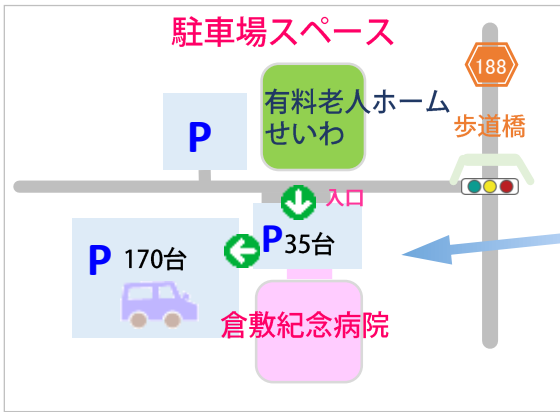 駐車場スペース
188
有料老人ホーム
せいわ
歩道橋
P
入口
P 35台
P 170台
倉敷紀念病院